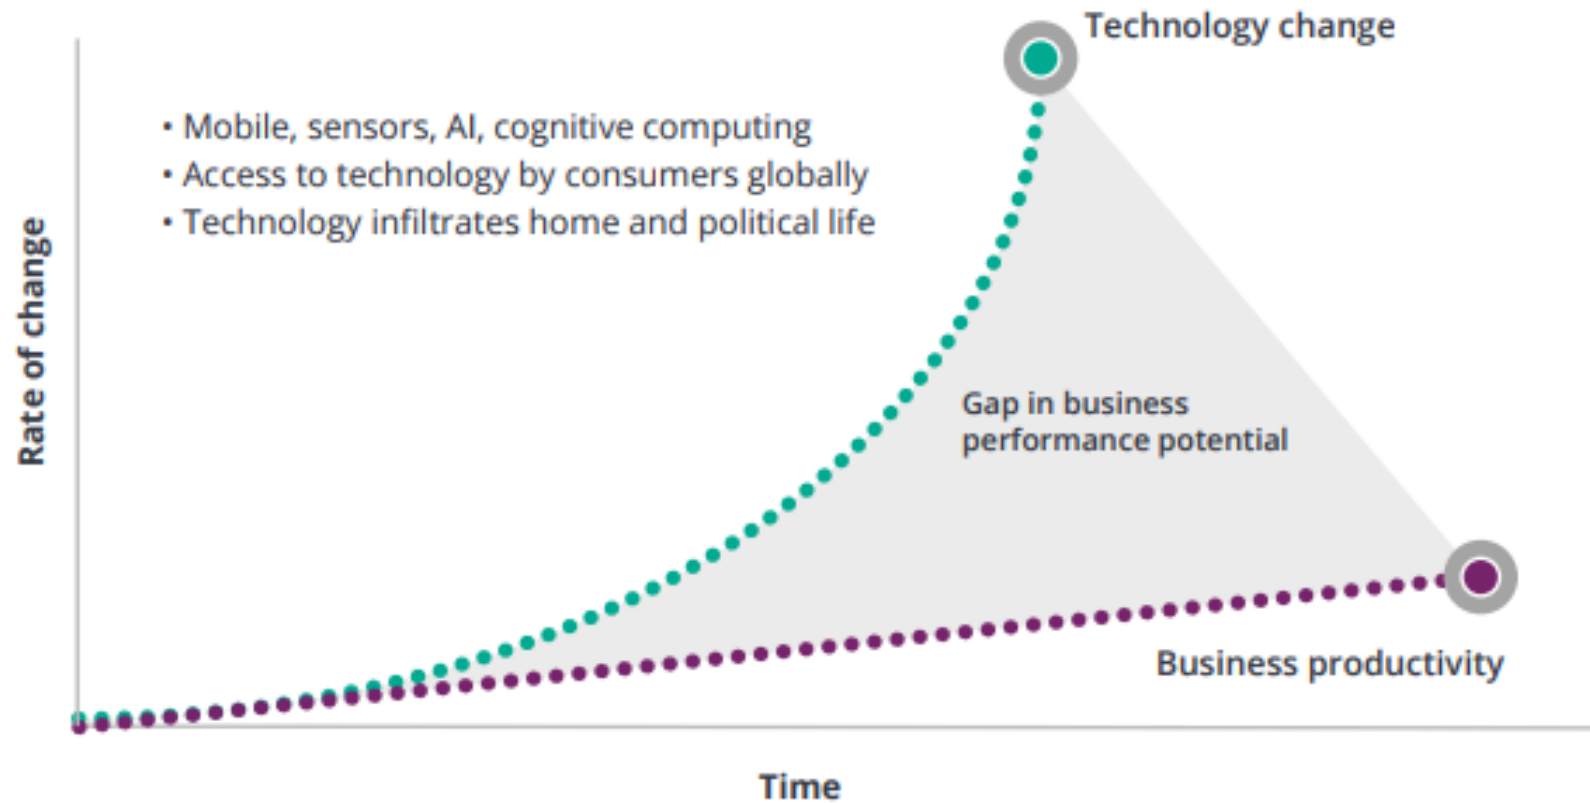 Technology change
• Mobile, sensors, AI, cognitive computing
• Access to technology by consumers globally
• Technology infiltrates home and political life
Rate of change
Gap in business
performance potential
Business productivity
Time